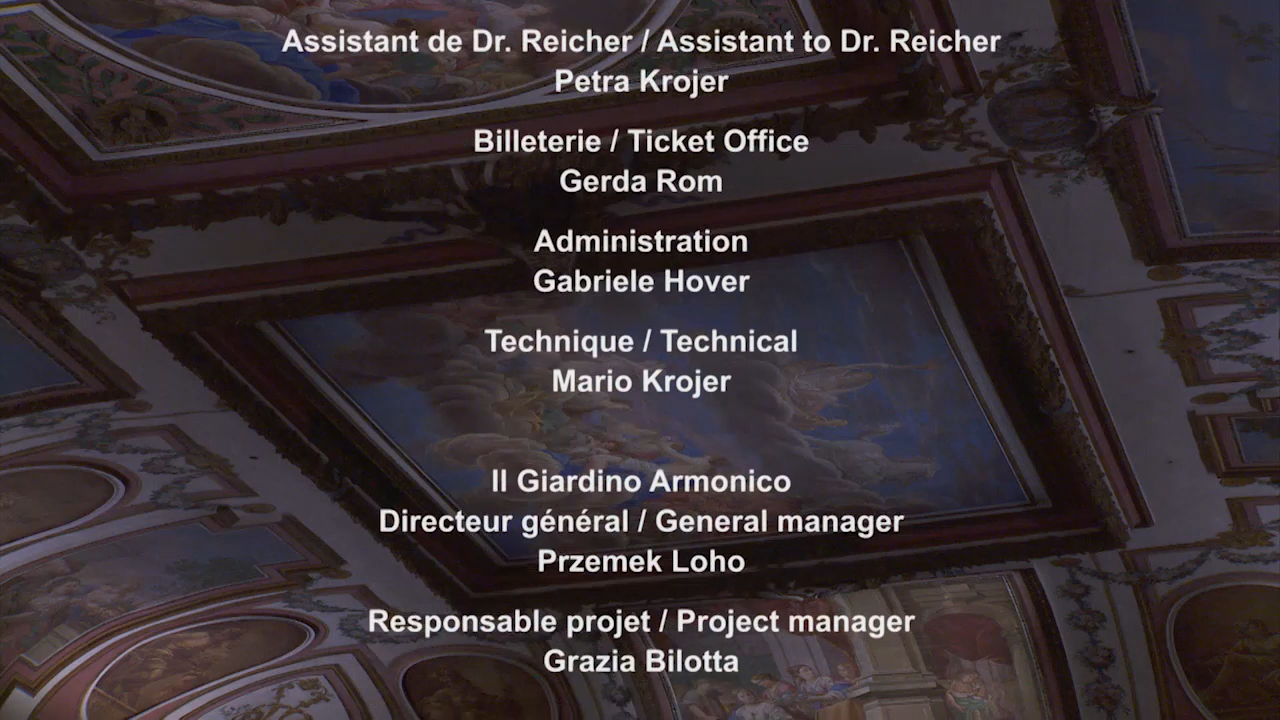 Assistant de Dr. Reicher / Assistant to Dr. Reicher
Petra Krojer
Billeterie / Ticket Office
Gerda Rom
Administration
Gabriele Hover
Technique / Technical
Mario Krojer
Il Giardino Armonico
Directeur général / General manager
Przemek Loho
Responsable projet / Project manager
Grazia Bilotta